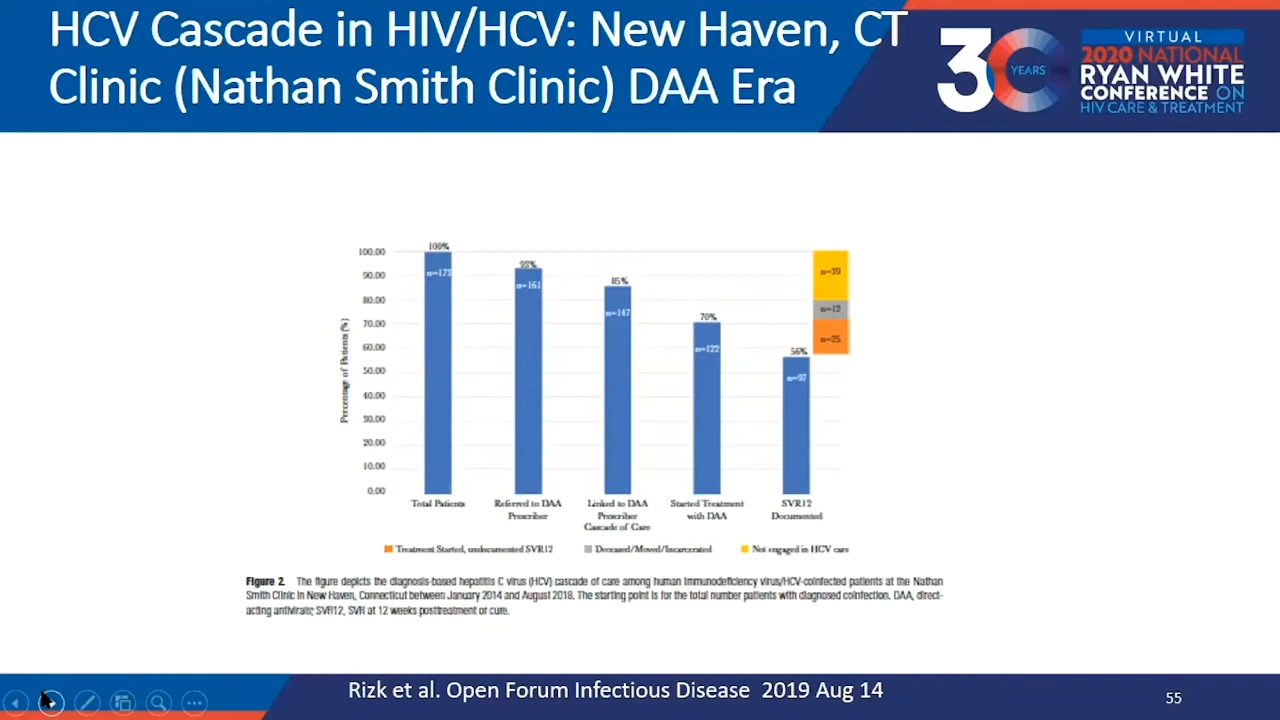 HCV Cascade in HIV/HCV: New Haven, CT
Clinic (Nathan Smith Clinic) DAA Era
30
YEARS
VIRTUAL
2020 NATIONAL
RYAN WHITE
CONFERENCE ON
HIV CARE & TREATMENT
Percentage of Patients (%)
100.00
90.00
80.00
70.00
60.00
50.00
40.00
30.00
20.00
10.00
0.00
100%
93%
n=161
85%
n=147
70%
n=122
56%
n=97
n=39
n=12
n=25
Total Patients
Referred to DAA
Prescriber
Linked to DAA
Prescriber
Cascade of Care
Started Treatment
with DAA
SVR12
Documented
Treatment Started, undocumented SVR12
Deceased/Moved/Incarcerated
Not engaged in HCV care
Figure 2. The figure depicts the diagnosis-based hepatitis C virus (HCV) cascade of care among human immunodeficiency virus/HCV-coinfected patients at the Nathan
Smith Clinic in New Haven, Connecticut between January 2014 and August 2018. The starting point is for the total number patients with diagnosed coinfection. DAA, direct-
acting antivirals; SVR12, SVR at 12 weeks posttreatment or cure.
Rizk et al. Open Forum Infectious Disease 2019 Aug 14
55